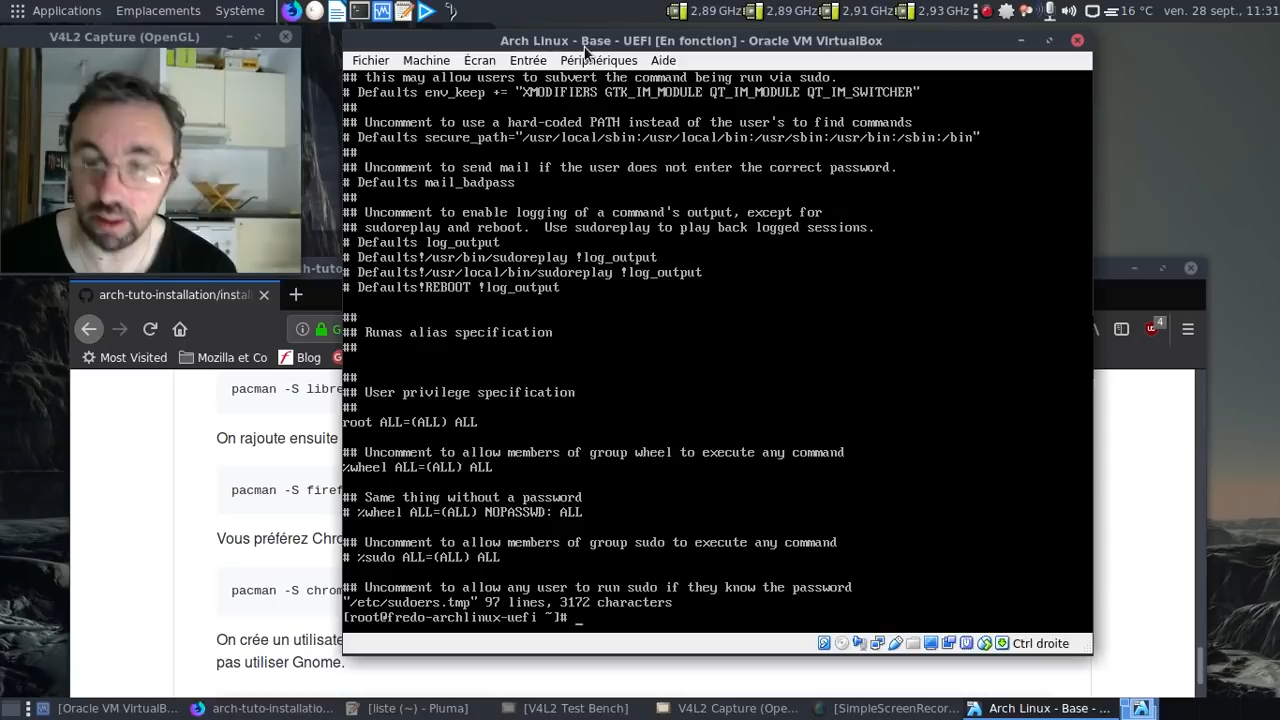 Applications Emplacements Système 2,89 GHz 2,89 GHz 2,91 GHz 2,93 GHz 16 °C ven. 28 sept., 11:31
V4L2 Capture (OpenGL)
Arch Linux - Base - UEFI [En fonction] - Oracle VM VirtualBox
Fichier Machine Écran Entrée Périphériques Aide
## this may allow users to subvert the command being run via sudo.
# Defaults env_keep += "XMODIFIERS GTK_IM_MODULE QT_IM_MODULE QT_IM_SWITCHER"
##
## Uncomment to use a hard-coded PATH instead of the user's to find commands
# Defaults secure_path="/usr/local/sbin:/usr/local/bin:/usr/sbin:/usr/bin:/sbin:/bin"
##
## Uncomment to send mail if the user does not enter the correct password.
# Defaults mail_badpass
##
## Uncomment to enable logging of a command's output, except for
## sudoreplay and reboot.  Use sudoreplay to play back logged sessions.
# Defaults log_output
# Defaults!/usr/bin/sudoreplay !log_output
# Defaults!/usr/local/bin/sudoreplay !log_output
# Defaults!REBOOT !log_output
##
## Runas alias specification
##
##
## User privilege specification
##
root ALL=(ALL) ALL
## Uncomment to allow members of group wheel to execute any command
%wheel ALL=(ALL) ALL
## Same thing without a password
# %wheel ALL=(ALL) NOPASSWD: ALL
## Uncomment to allow members of group sudo to execute any command
# %sudo ALL=(ALL) ALL
## Uncomment to allow any user to run sudo if they know the password
"/etc/sudoers.tmp" 97 lines, 3172 characters
[root@fredo-archlinux-uefi ~]# _
Ctrl droite
arch-tuto-installation/instal
4
Most Visited Mozilla et Co Blog
pacman -S libre
On rajoute ensuite
pacman -S firef
Vous préférez Chro
pacman -S chrom
On crée un utilisate
pas utiliser Gnome.
[Oracle VM VirtualB... arch-tuto-installatio... [liste (~) - Pluma] [V4L2 Test Bench] V4L2 Capture (Ope... [SimpleScreenRecor... Arch Linux - Base - ...